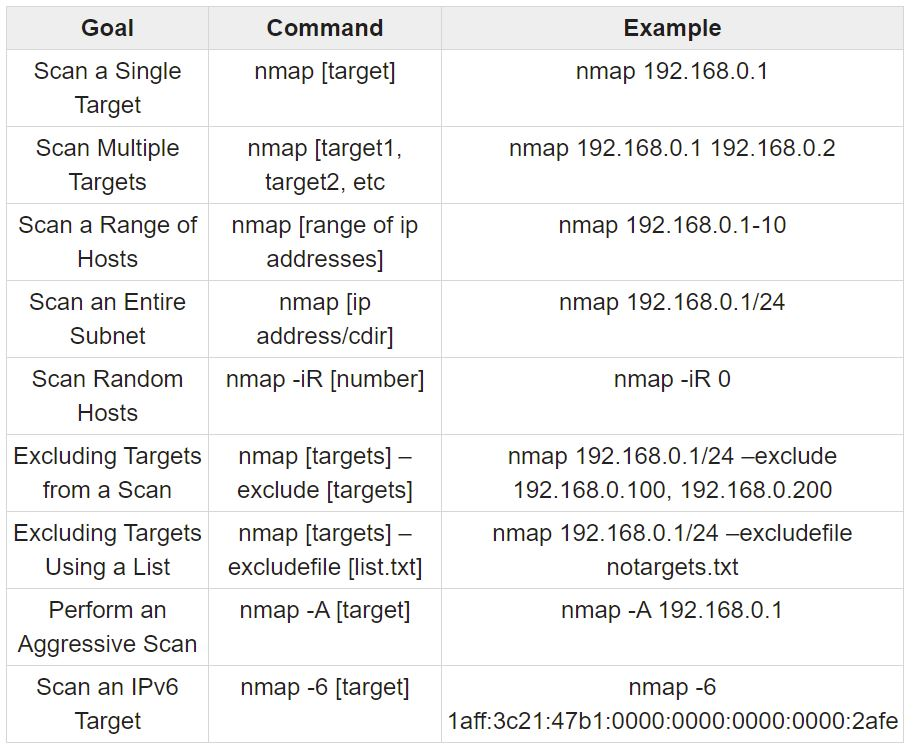 Goal Command Example
Scan a Single nmap [target] nmap 192.168.0.1
Target
Scan Multiple nmap [target1, nmap 192.168.0.1 192.168.0.2
Targets target2, etc
Scan a Range of nmap [range of ip nmap 192.168.0.1-10
Hosts addresses]
Scan an Entire nmap [ip nmap 192.168.0.1/24
Subnet address/cdir]
Scan Random nmap -iR [number] nmap -iR 0
Hosts
Excluding Targets nmap [targets] – nmap 192.168.0.1/24 –exclude
from a Scan exclude [targets] 192.168.0.100, 192.168.0.200
Excluding Targets nmap [targets] – nmap 192.168.0.1/24 –excludefile
Using a List excludefile [list.txt] notargets.txt
Perform an nmap -A [target] nmap -A 192.168.0.1
Aggressive Scan
Scan an IPv6 nmap -6 [target] nmap -6
Target 1aff:3c21:47b1:0000:0000:0000:0000:2afe